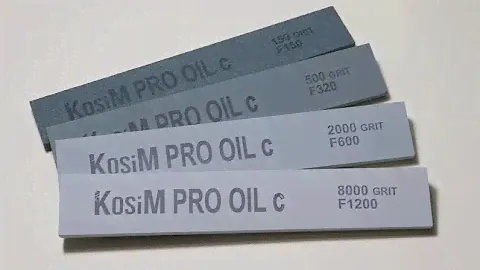 KosiM PRO OIL c
150 GRIT
F150
KosiM PRO OIL c
500 GRIT
F320
KosiM PRO OIL c
2000 GRIT
F600
KosiM PRO OIL c
8000 GRIT
F1200